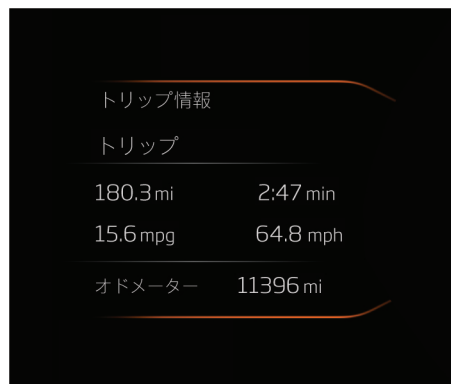 トリップ情報
トリップ
180.3 mi 2:47 min
15.6 mpg 64.8 mph
オドメーター 11396 mi